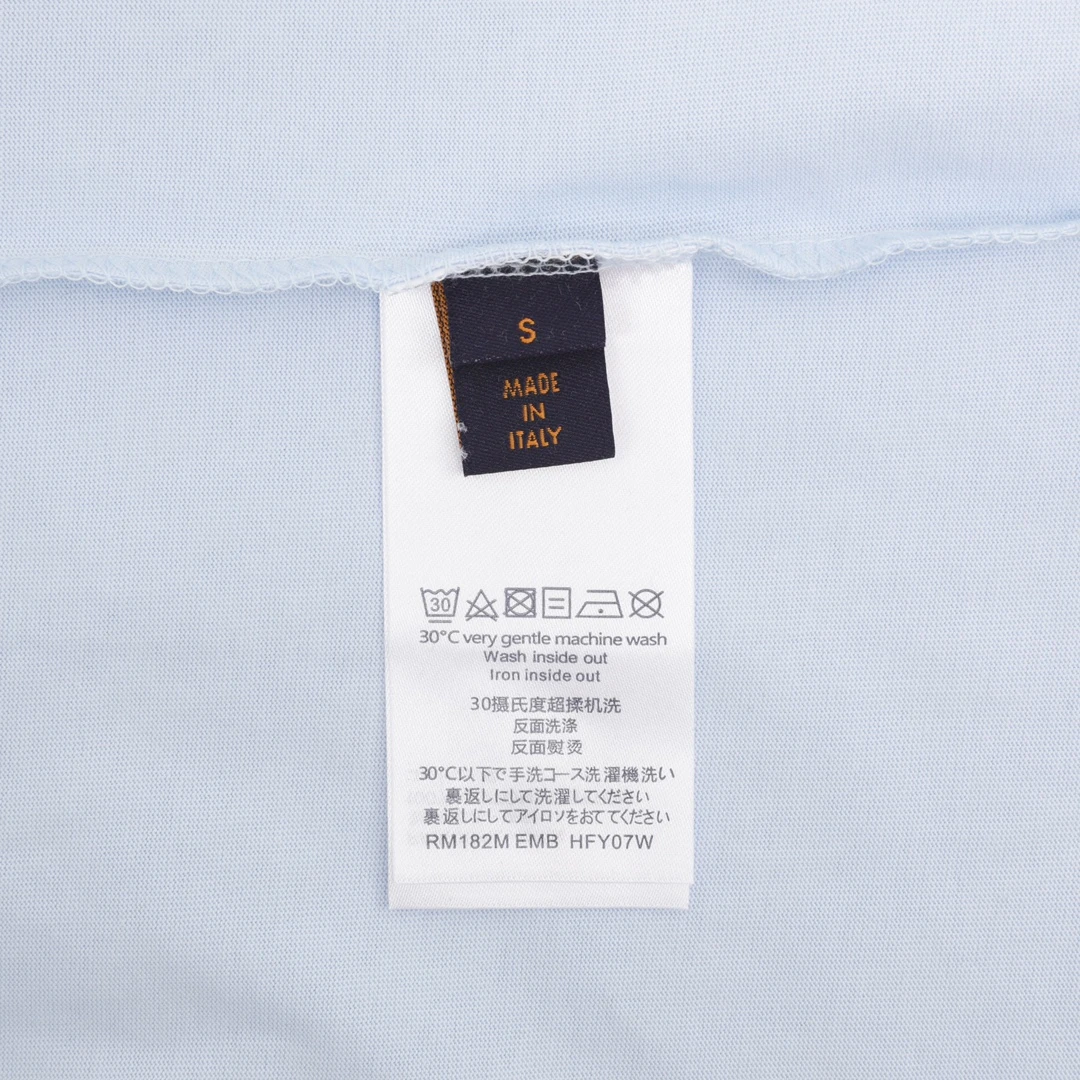 S
MADE
IN
ITALY
30
30°C very gentle machine wash
Wash inside out
Iron inside out
30摄氏度超揉机洗
反面洗涤
反面熨烫
30℃以下で手洗コース洗濯機洗い
裏返しにして洗濯してください
裏返しにしてアイロソをおててください
RM182M EMB HFY07W